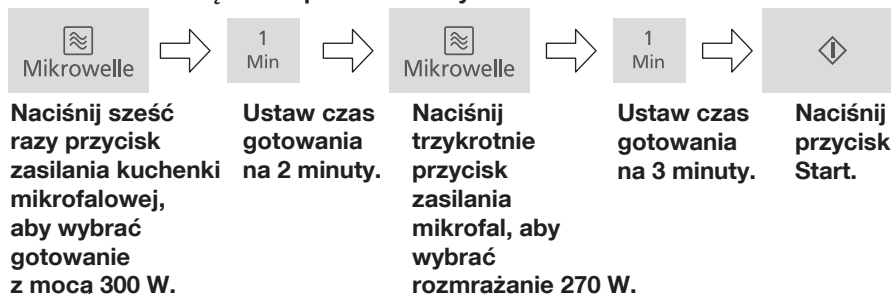 Mikrowelle
1
Min
Mikrowelle
1
Min
Naciśnij sześć
razy przycisk
zasilania kuchenki
mikrofalowej,
aby wybrać
gotowanie
z mocą 300 W.
Ustaw czas
gotowania
na 2 minuty.
Naciśnij
trzykrotnie
przycisk
zasilania
mikrofal, aby
wybrać
rozmrażanie 270 W.
Ustaw czas
gotowania
na 3 minuty.
Naciśnij
przycisk
Start.